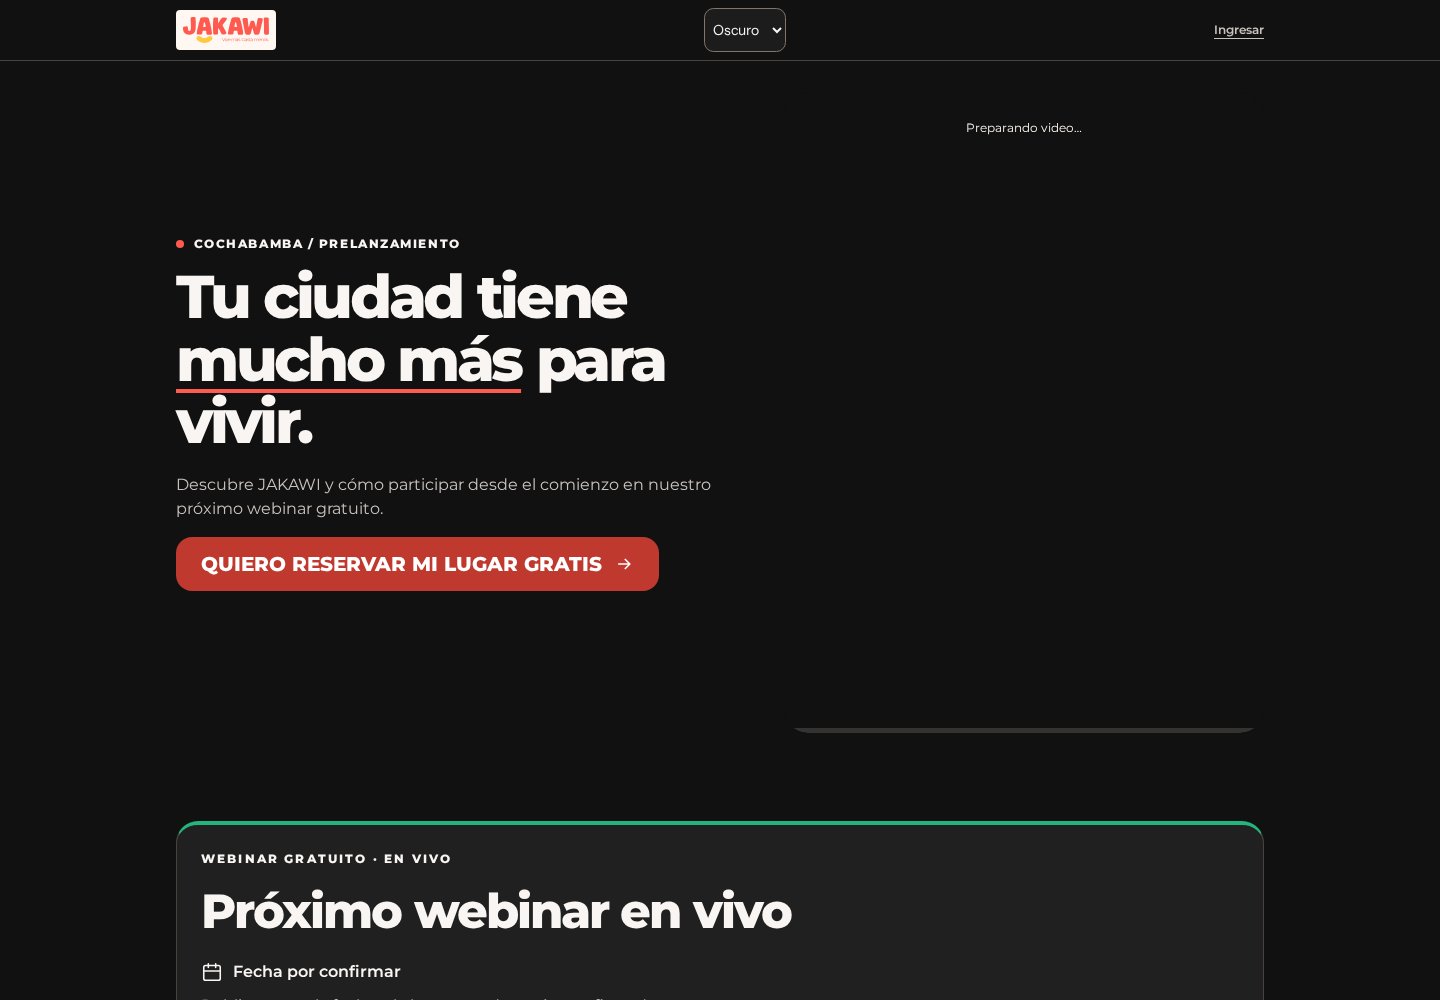 JAKAWI
Oscuro
Ingresar
Preparando video…
COCHABAMBA / PRELANZAMIENTO
Tu ciudad tiene
mucho más para
vivir.
Descubre JAKAWI y cómo participar desde el comienzo en nuestro
próximo webinar gratuito.
QUIERO RESERVAR MI LUGAR GRATIS →
WEBINAR GRATUITO · EN VIVO
Próximo webinar en vivo
Fecha por confirmar